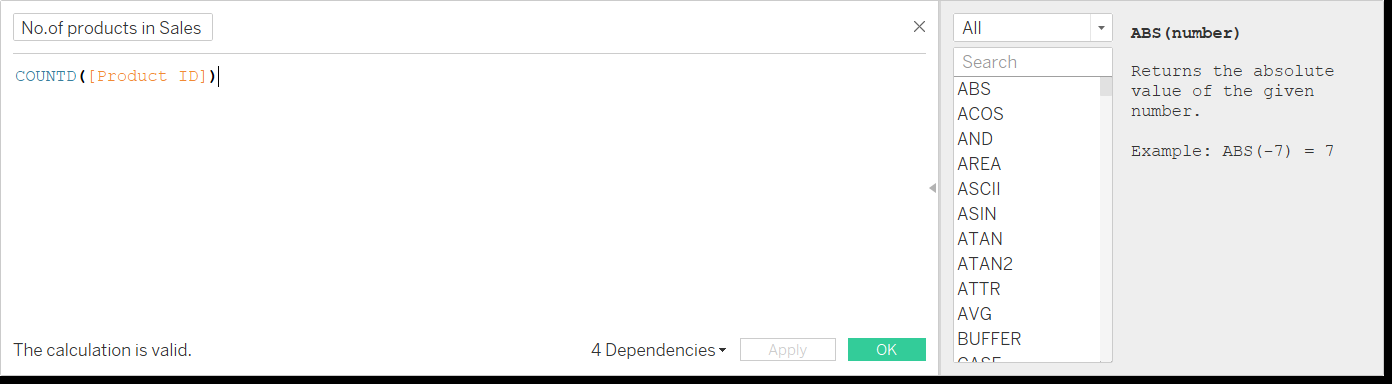 No.of products in Sales
COUNTD([Product ID])
The calculation is valid.
4 Dependencies
Apply
OK
All
Search
ABS
ACOS
AND
AREA
ASCII
ASIN
ATAN
ATAN2
ATTR
AVG
BUFFER
CASE
ABS(number)
Returns the absolute
value of the given
number.
Example: ABS(-7) = 7